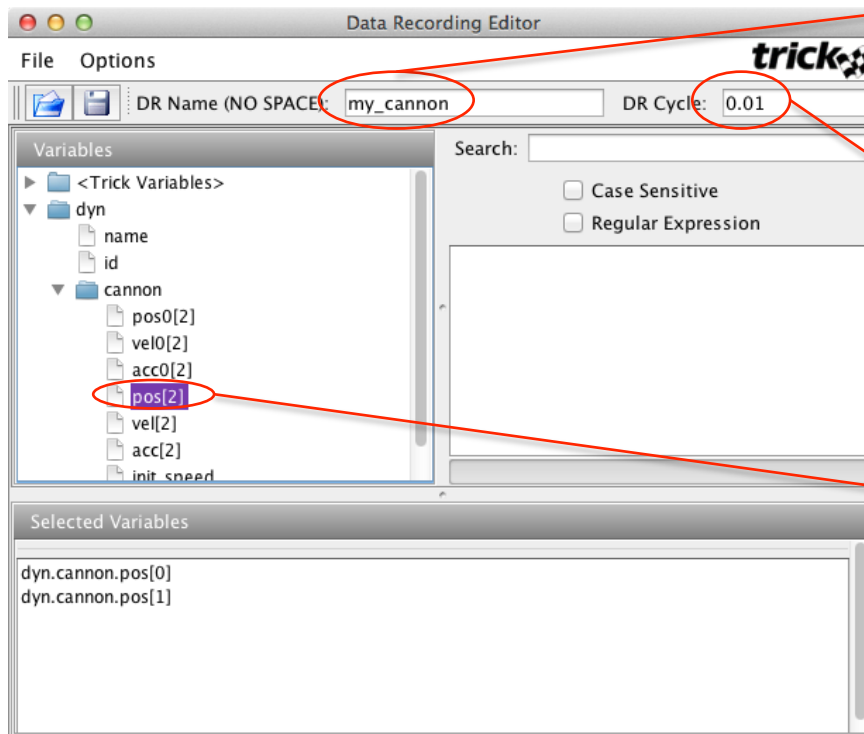 Data Recording Editor
File Options
trick
DR Name (NO SPACE): my_cannon DR Cycle: 0.01
Variables
Search:
<Trick Variables>
Case Sensitive
dyn
Regular Expression
name
id
cannon
pos0[2]
vel0[2]
acc0[2]
pos[2]
vel[2]
acc[2]
init_speed
Selected Variables
dyn.cannon.pos[0]
dyn.cannon.pos[1]